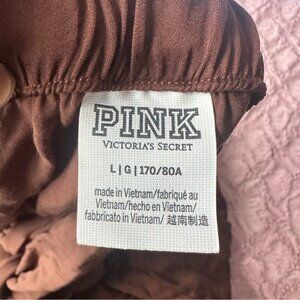 PINK
VICTORIA'S SECRET
L | G | 170/80A
made in Vietnam/fabriqué au
Vietnam/hecho en Vietnam/
fabbricato in Vietnam/ 越南制造